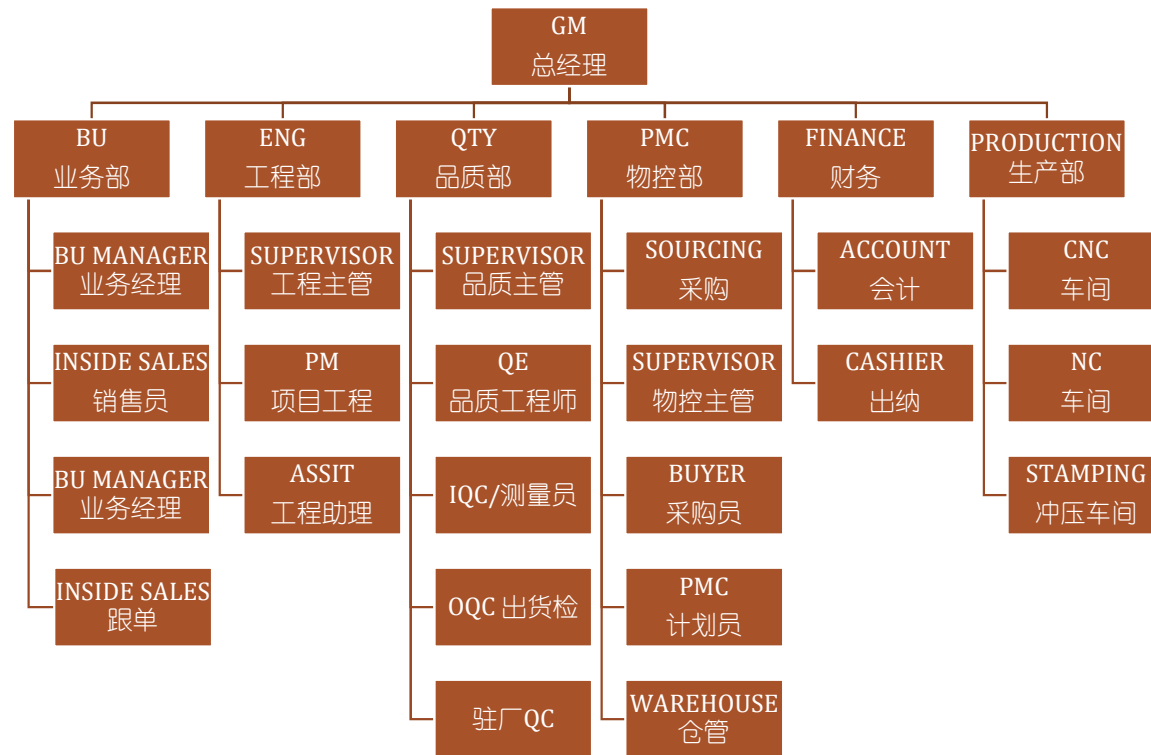 GM
总经理
BU
业务部
ENG
工程部
QTY
品质部
PMC
物控部
FINANCE
财务
PRODUCTION
生产部
BU MANAGER
业务经理
INSIDE SALES
销售员
BU MANAGER
业务经理
INSIDE SALES
跟单
SUPERVISOR
工程主管
PM
项目工程
ASSIT
工程助理
SUPERVISOR
品质主管
QE
品质工程师
IQC/测量员
OQC 出货检
驻厂QC
SOURCING
采购
SUPERVISOR
物控主管
BUYER
采购员
PMC
计划员
WAREHOUSE
仓管
ACCOUNT
会计
CASHIER
出纳
CNC
车间
NC
车间
STAMPING
冲压车间